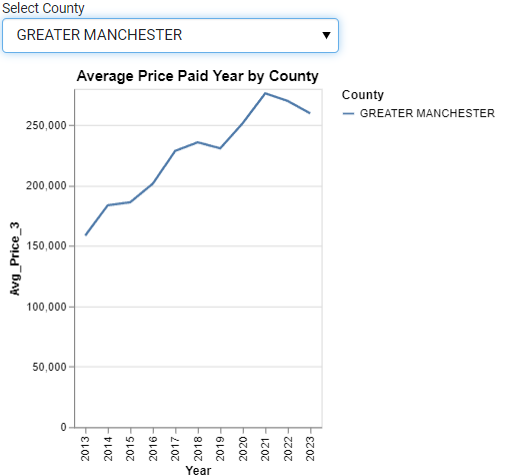 Select County
GREATER MANCHESTER
Average Price Paid Year by County
County
GREATER MANCHESTER
250,000
200,000
150,000
100,000
50,000
0
Avg_Price_3
2013
2014
2015
2016
2017
2018
2019
2020
2021
2022
2023
Year